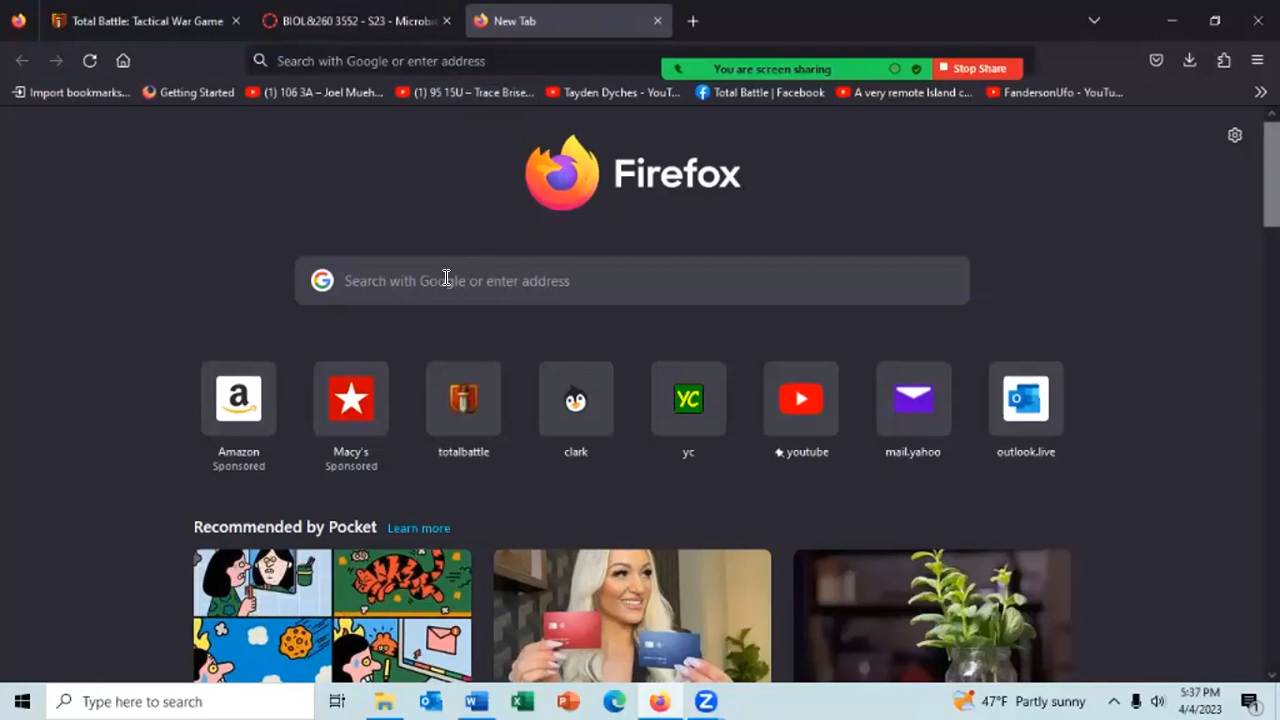 Total Battle: Tactical War Game
BIOL&260 3552 - S23 - Microbi
New Tab
Search with Google or enter address
You are screen sharing
Stop Share
Import bookmarks...
Getting Started
(1) 106 3A – Joel Mueh...
(1) 95 15U – Trace Brise...
Tayden Dyches - YouT...
Total Battle | Facebook
A very remote Island c...
FandersonUfo - YouTu...
Firefox
Search with Google or enter address
a
YC
Amazon
Macy's
totalbattle
clark
yc
youtube
mail.yahoo
outlook.live
Sponsored
Sponsored
Recommended by Pocket
Learn more
Type here to search
47°F Partly sunny
5:37 PM
4/4/2023